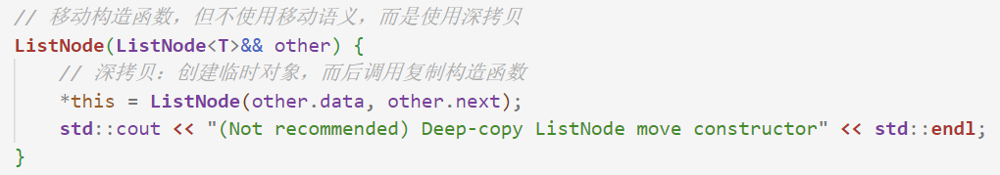 // 移动构造函数，但不使用移动语义，而是使用深拷贝
ListNode(ListNode<T>&& other) {
    // 深拷贝：创建临时对象，而后调用复制构造函数
    *this = ListNode(other.data, other.next);
    std::cout << "(Not recommended) Deep-copy ListNode move constructor" << std::endl;
}